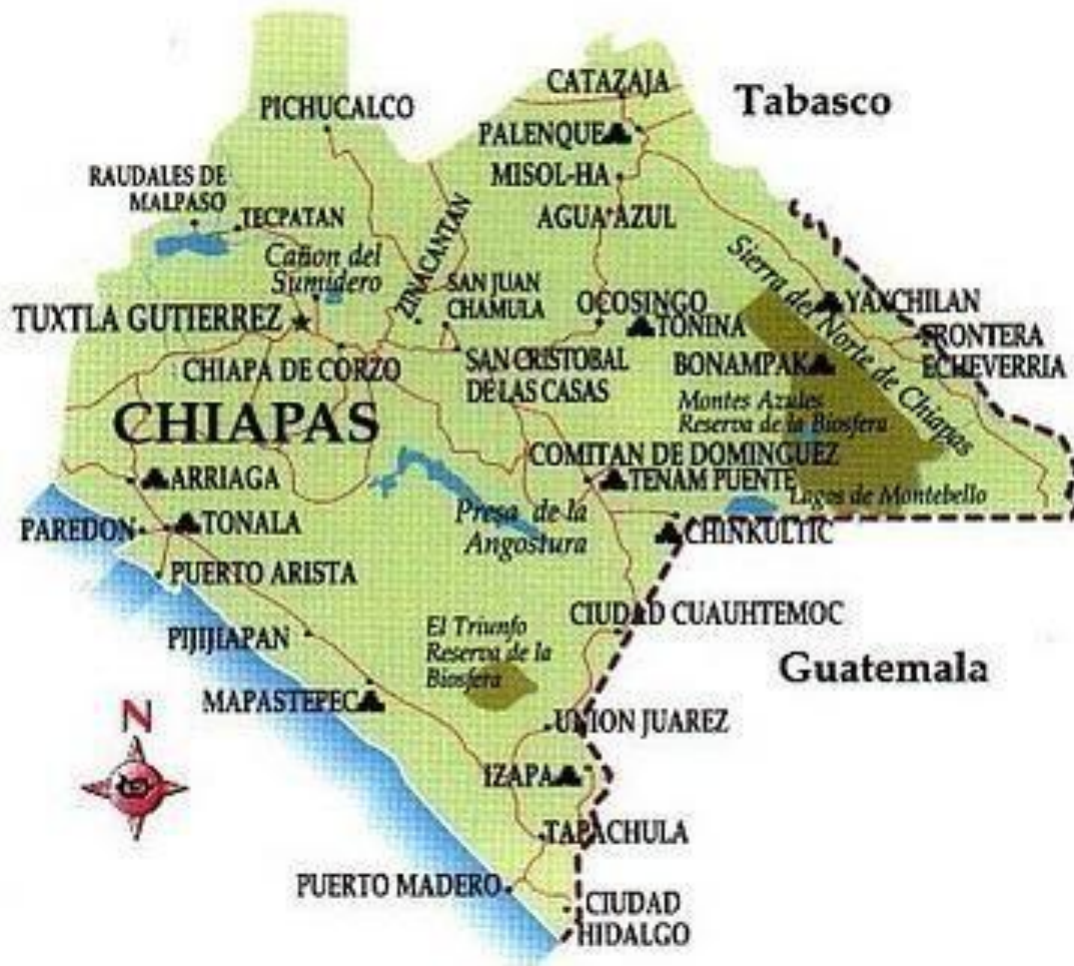 CATAZAJA
Tabasco
PICHUCALCO
PALENQUE
RAUDALES DE
MALPASO
MISOL-HA
TECPATAN
AGUA AZUL
Cañon del
Sumidero
ZINACANTAN
SAN JUAN
CHAMULA
Sierra del Norte de Chiapas
OCOSINGO
YAXCHILAN
TUXTLA GUTIERREZ
TONINA
FRONTERA
ECHEVERRIA
CHIAPA DE CORZO
SAN CRISTOBAL
DE LAS CASAS
BONAMPAK
Montes Azules
Reserva de la Biosfera
CHIAPAS
COMITAN DE DOMINGUEZ
ARRIAGA
TENAM PUENTE
Lagos de Montebello
Presa de la
Angostura
PAREDON
TONALA
CHINKULTIC
PUERTO ARISTA
CIUDAD CUAUHTEMOC
PIJIJIAPAN
El Triunfo
Reserva de la
Biosfera
Guatemala
MAPASTEPEC
N
UNION JUAREZ
IZAPA
TAPACHULA
PUERTO MADERO
CIUDAD
HIDALGO